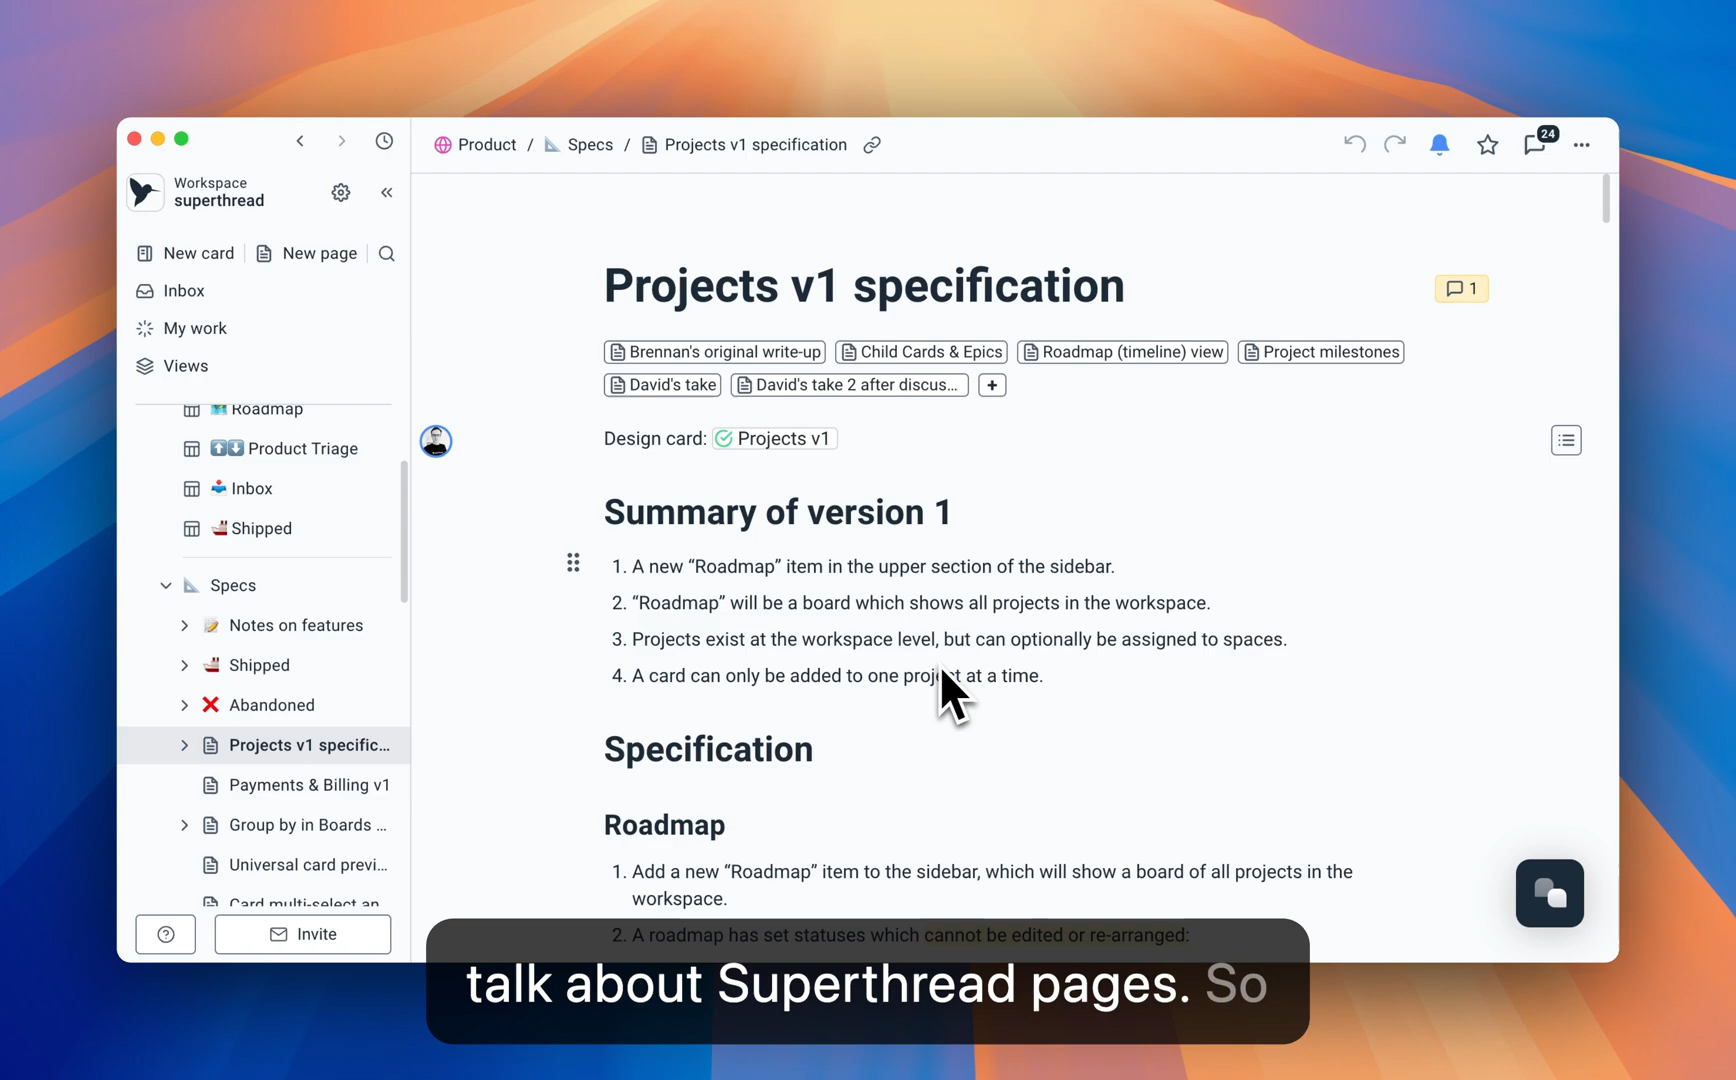 Product / Specs / Projects v1 specification
24
Workspace
superthread
New card
New page
Inbox
My work
Views
Roadmap
Product Triage
Inbox
Shipped
Specs
Notes on features
Shipped
Abandoned
Projects v1 specific...
Payments & Billing v1
Group by in Boards ...
Universal card previ...
Card multi-select an
Invite
Projects v1 specification
1
Brennan's original write-up
Child Cards & Epics
Roadmap (timeline) view
Project milestones
David's take
David's take 2 after discus...
+
Design card: Projects v1
Summary of version 1
1. A new “Roadmap” item in the upper section of the sidebar.
2. “Roadmap” will be a board which shows all projects in the workspace.
3. Projects exist at the workspace level, but can optionally be assigned to spaces.
4. A card can only be added to one project at a time.
Specification
Roadmap
1. Add a new “Roadmap” item to the sidebar, which will show a board of all projects in the
workspace.
2. A roadmap has set statuses which cannot be edited or re-arranged:
talk about Superthread pages. So